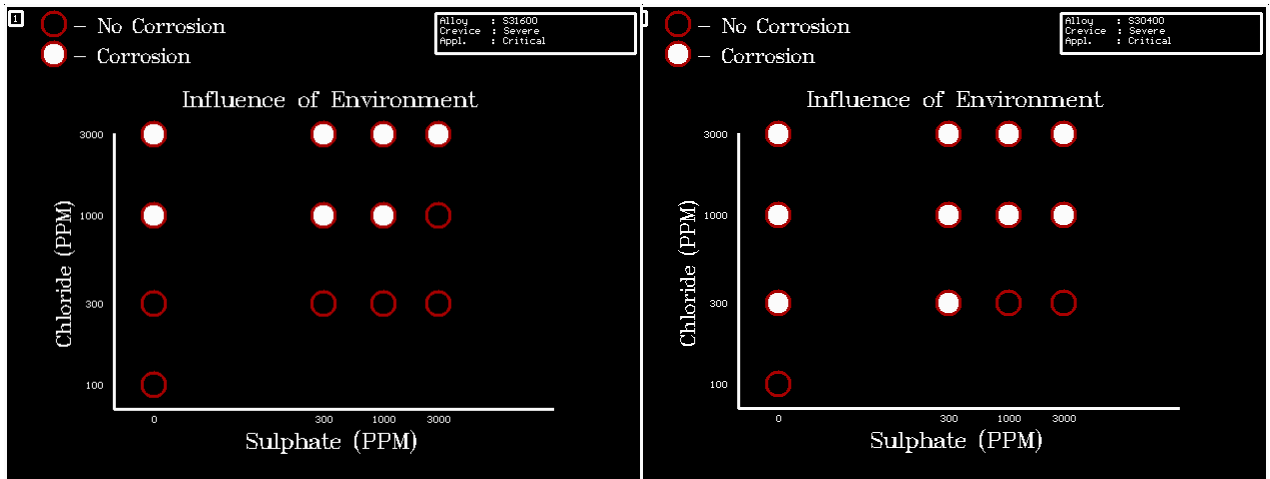 1
– No Corrosion
– Corrosion
Alloy : S31600
Crevice : Severe
Appl. : Critical
Influence of Environment
3000
1000
300
100
Chloride (PPM)
0 300 1000 3000
Sulphate (PPM)
– No Corrosion
– Corrosion
Alloy : S30400
Crevice : Severe
Appl. : Critical
Influence of Environment
3000
1000
300
100
Chloride (PPM)
0 300 1000 3000
Sulphate (PPM)